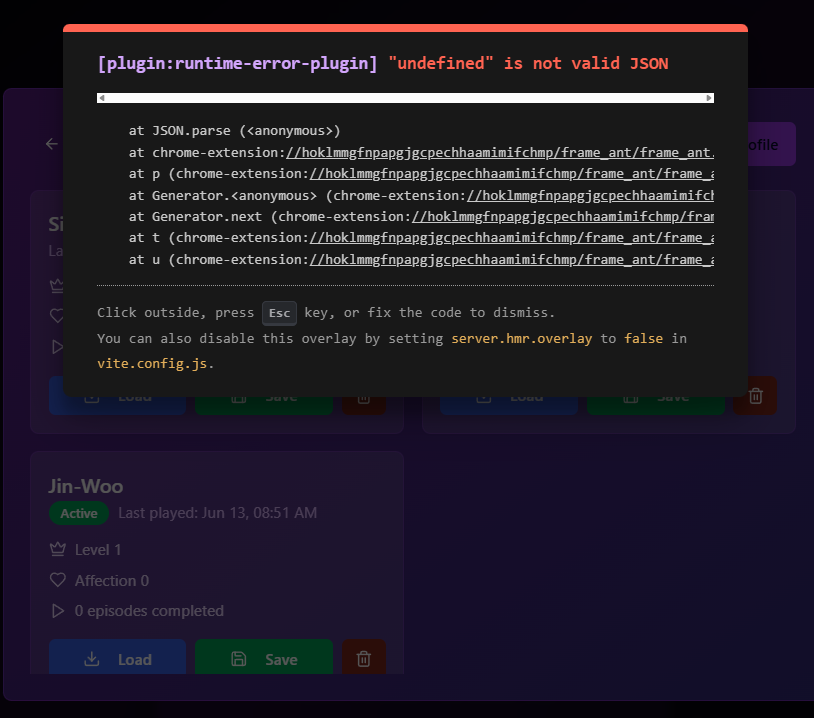 [plugin:runtime-error-plugin] "undefined" is not valid JSON
at JSON.parse (<anonymous>)
at chrome-extension://hoklmmgfnpapgjgcpechhaamimifchmp/frame_ant/frame_ant.
at p (chrome-extension://hoklmmgfnpapgjgcpechhaamimifchmp/frame_ant/frame_a
at Generator.<anonymous> (chrome-extension://hoklmmgfnpapgjgcpechhaamimifch
at Generator.next (chrome-extension://hoklmmgfnpapgjgcpechhaamimifchmp/fram
at t (chrome-extension://hoklmmgfnpapgjgcpechhaamimifchmp/frame_ant/frame_a
at u (chrome-extension://hoklmmgfnpapgjgcpechhaamimifchmp/frame_ant/frame_a
Click outside, press Esc key, or fix the code to dismiss.
You can also disable this overlay by setting server.hmr.overlay to false in
vite.config.js.
ofile
Si
La
Load Save
Load Save
Jin-Woo
Active Last played: Jun 13, 08:51 AM
Level 1
Affection 0
0 episodes completed
Load Save